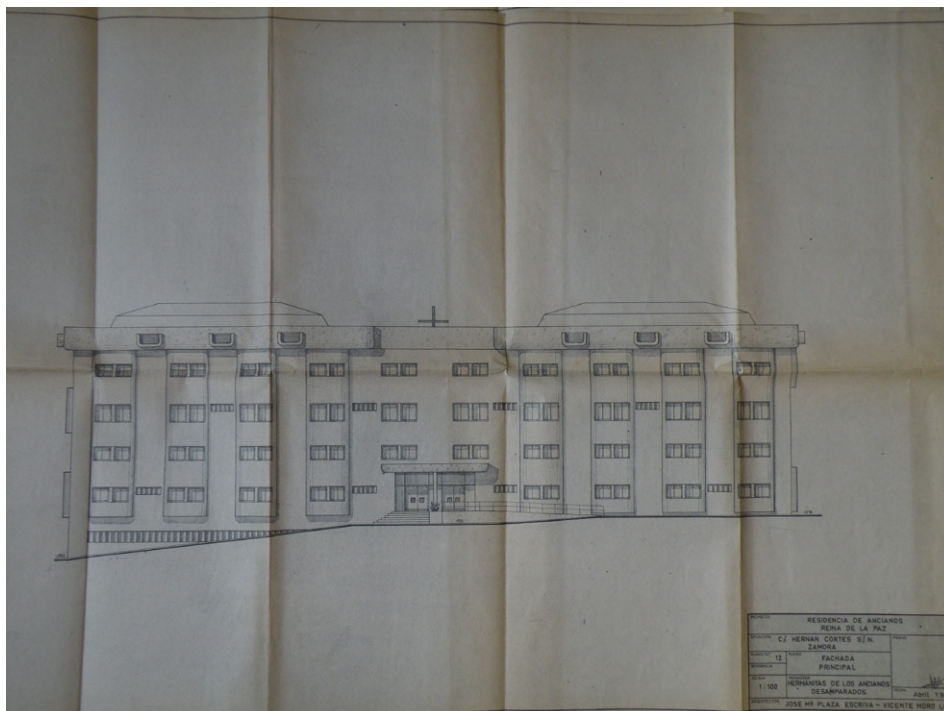 RESIDENCIA DE ANCIANOS
REINA DE LA PAZ
C/. HERNAN CORTES S/N.
ZAMORA
12
FACHADA
PRINCIPAL
1:100
HERMANITAS DE LOS ANCIANOS
DESAMPARADOS.
Abril
JOSE Mª PLAZA ESCRIVA - VICENTE MORO